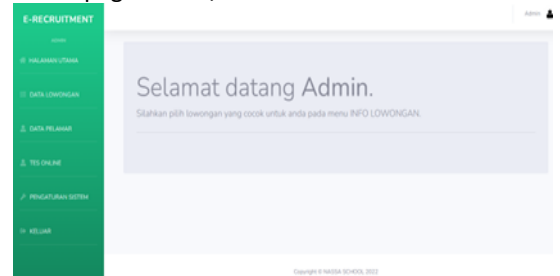 E-RECRUITMENT
Admin
HALAMAN UTAMA
Selamat datang Admin.
Silahkan pilih lowongan yang cocok untuk anda pada menu INFO LOWONGAN.
DATA LOWONGAN
DATA PELAMAR
TES ONLINE
PENGATURAN SISTEM
KELUAR
Copyright © NASSA SCHOOL 2022